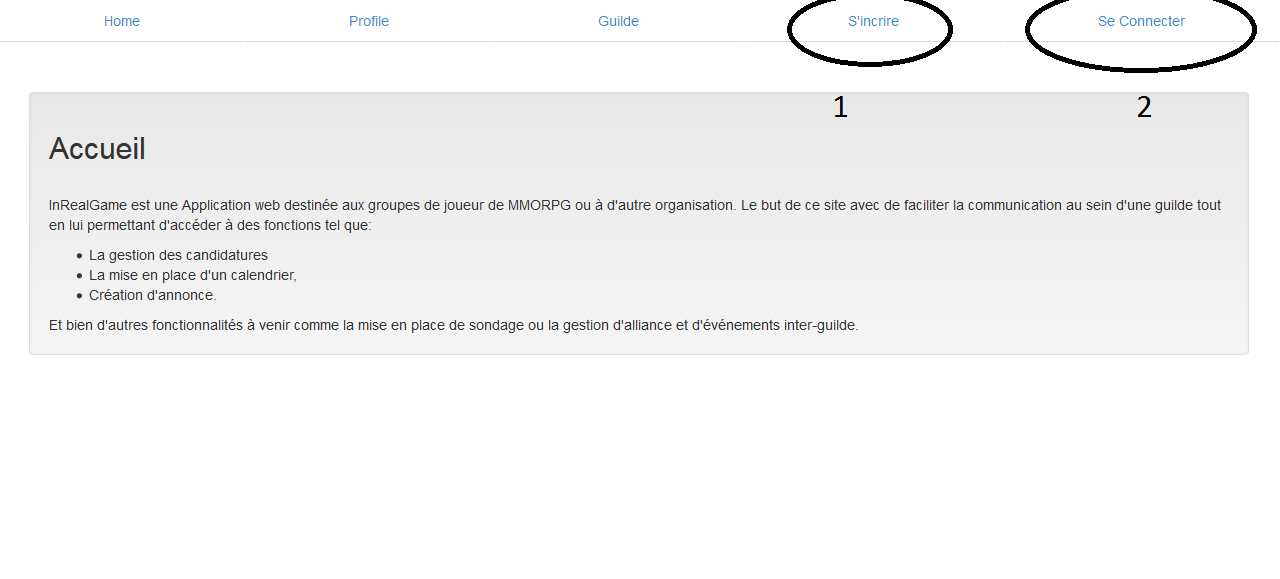 Home Profile Guilde S'incrire Se Connecter
1 2
Accueil
InRealGame est une Application web destinée aux groupes de joueur de MMORPG ou à d'autre organisation. Le but de ce site avec de faciliter la communication au sein d'une guilde tout
en lui permettant d'accéder à des fonctions tel que:
• La gestion des candidatures
• La mise en place d'un calendrier,
• Création d'annonce.
Et bien d'autres fonctionnalités à venir comme la mise en place de sondage ou la gestion d'alliance et d'événements inter-guilde.